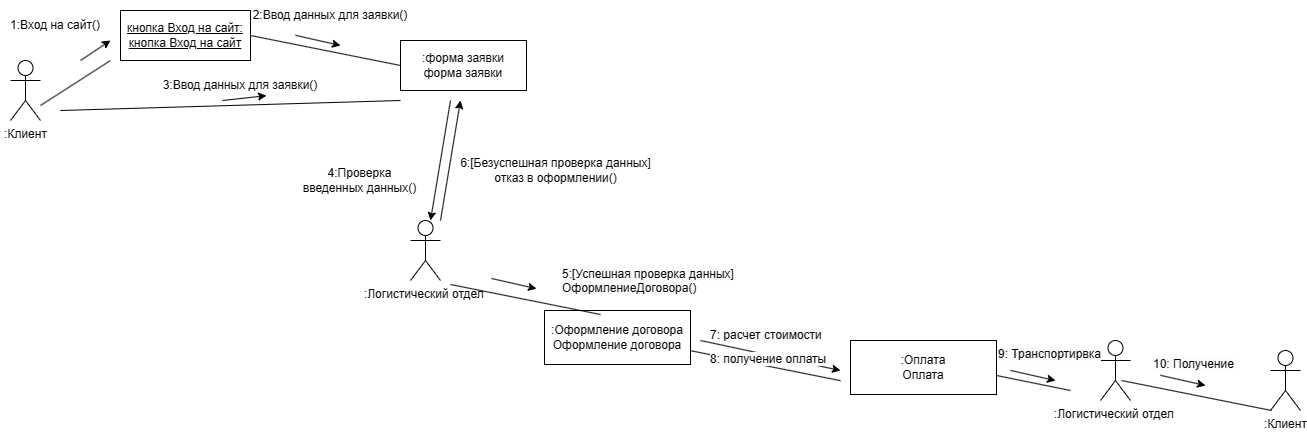 1:Вход на сайт()
кнопка Вход на сайт:
кнопка Вход на сайт
2:Ввод данных для заявки()
:форма заявки
форма заявки
3:Ввод данных для заявки()
:Клиент
4:Проверка
введенных данных()
6:[Безуспешная проверка данных]
отказ в оформлении()
:Логистический отдел
5:[Успешная проверка данных]
ОформлениеДоговора()
:Оформление договора
Оформление договора
7: расчет стоимости
8: получение оплаты
:Оплата
Оплата
9: Транспортирвка
:Логистический отдел
10: Получение
:Клиент